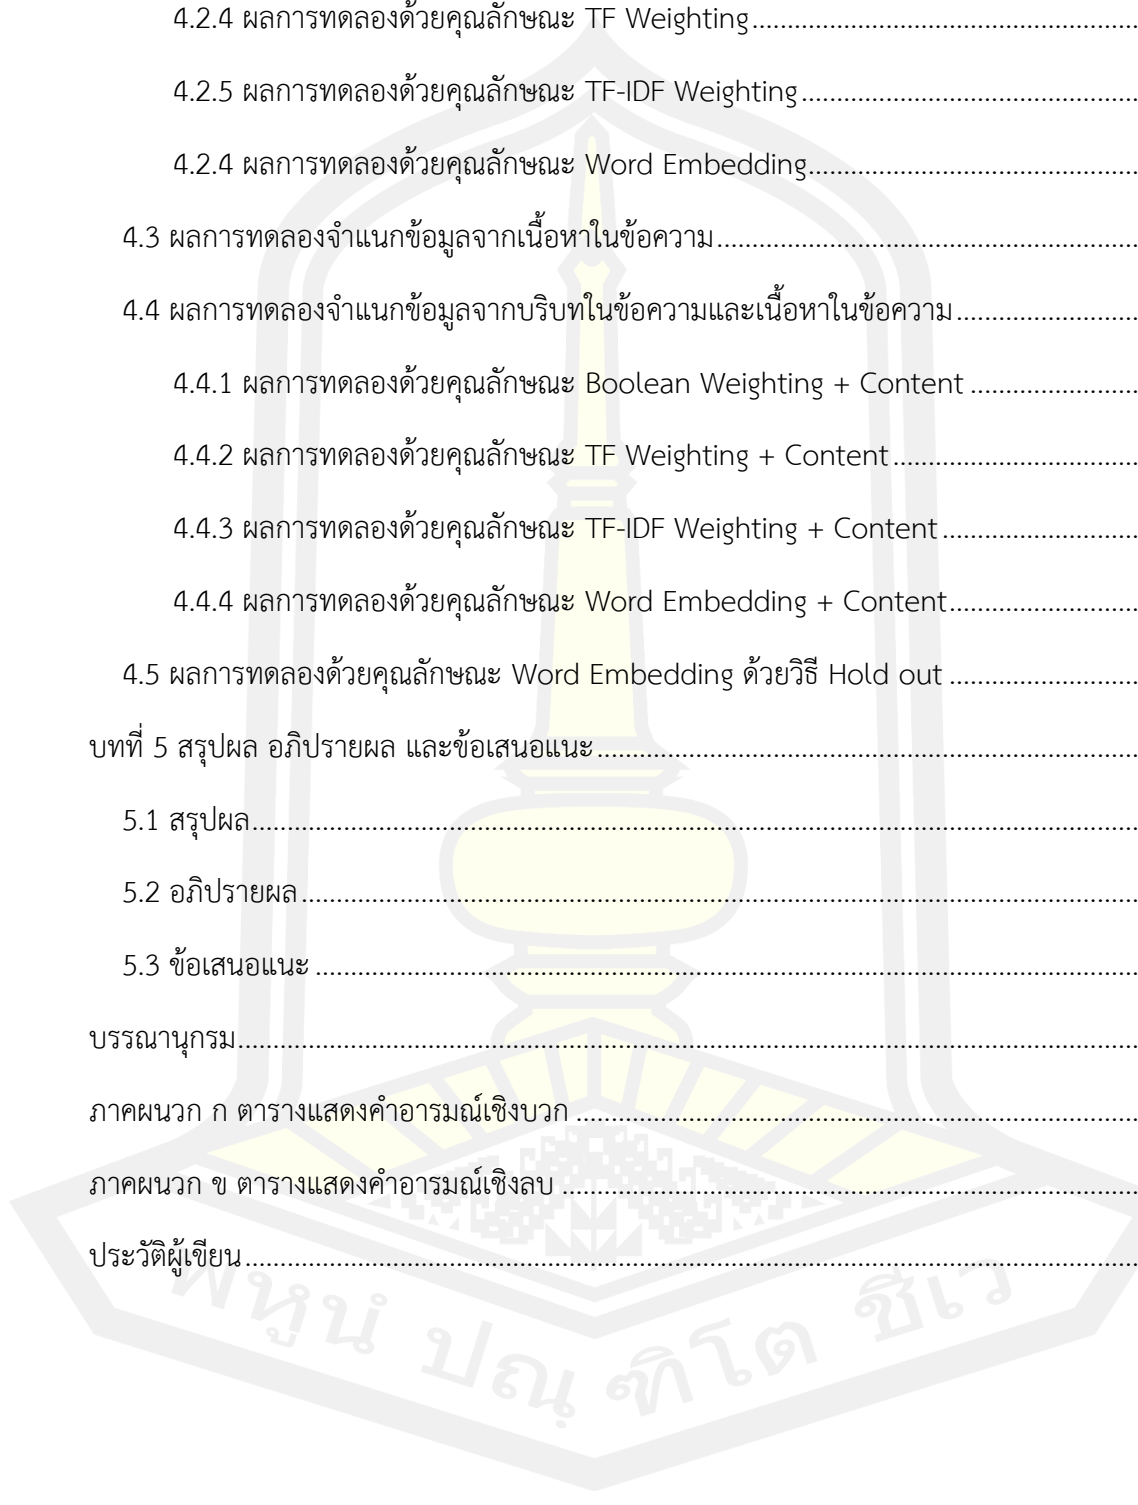 4.2.4 ผลการทดลองด้วยคุณลักษณะ TF Weighting........................................................
4.2.5 ผลการทดลองด้วยคุณลักษณะ TF-IDF Weighting................................................
4.2.4 ผลการทดลองด้วยคุณลักษณะ Word Embedding...............................................
4.3 ผลการทดลองจำแนกข้อมูลจากเนื้อหาในข้อความ............................................................
4.4 ผลการทดลองจำแนกข้อมูลจากบริบทในข้อความและเนื้อหาในข้อความ..........................
4.4.1 ผลการทดลองด้วยคุณลักษณะ Boolean Weighting + Content ........................
4.4.2 ผลการทดลองด้วยคุณลักษณะ TF Weighting + Content...................................
4.4.3 ผลการทดลองด้วยคุณลักษณะ TF-IDF Weighting + Content............................
4.4.4 ผลการทดลองด้วยคุณลักษณะ Word Embedding + Content...........................
4.5 ผลการทดลองด้วยคุณลักษณะ Word Embedding ด้วยวิธี Hold out ...........................
บทที่ 5 สรุปผล อภิปรายผล และข้อเสนอแนะ.............................................................................
5.1 สรุปผล.............................................................................................................................
5.2 อภิปรายผล......................................................................................................................
5.3 ข้อเสนอแนะ ....................................................................................................................
บรรณานุกรม................................................................................................................................
ภาคผนวก ก ตารางแสดงคำอารมณ์เชิงบวก ................................................................................
ภาคผนวก ข ตารางแสดงคำอารมณ์เชิงลบ ..................................................................................
ประวัติผู้เขียน...............................................................................................................................
พหูนํ ปณฺฑิโต ชีเว